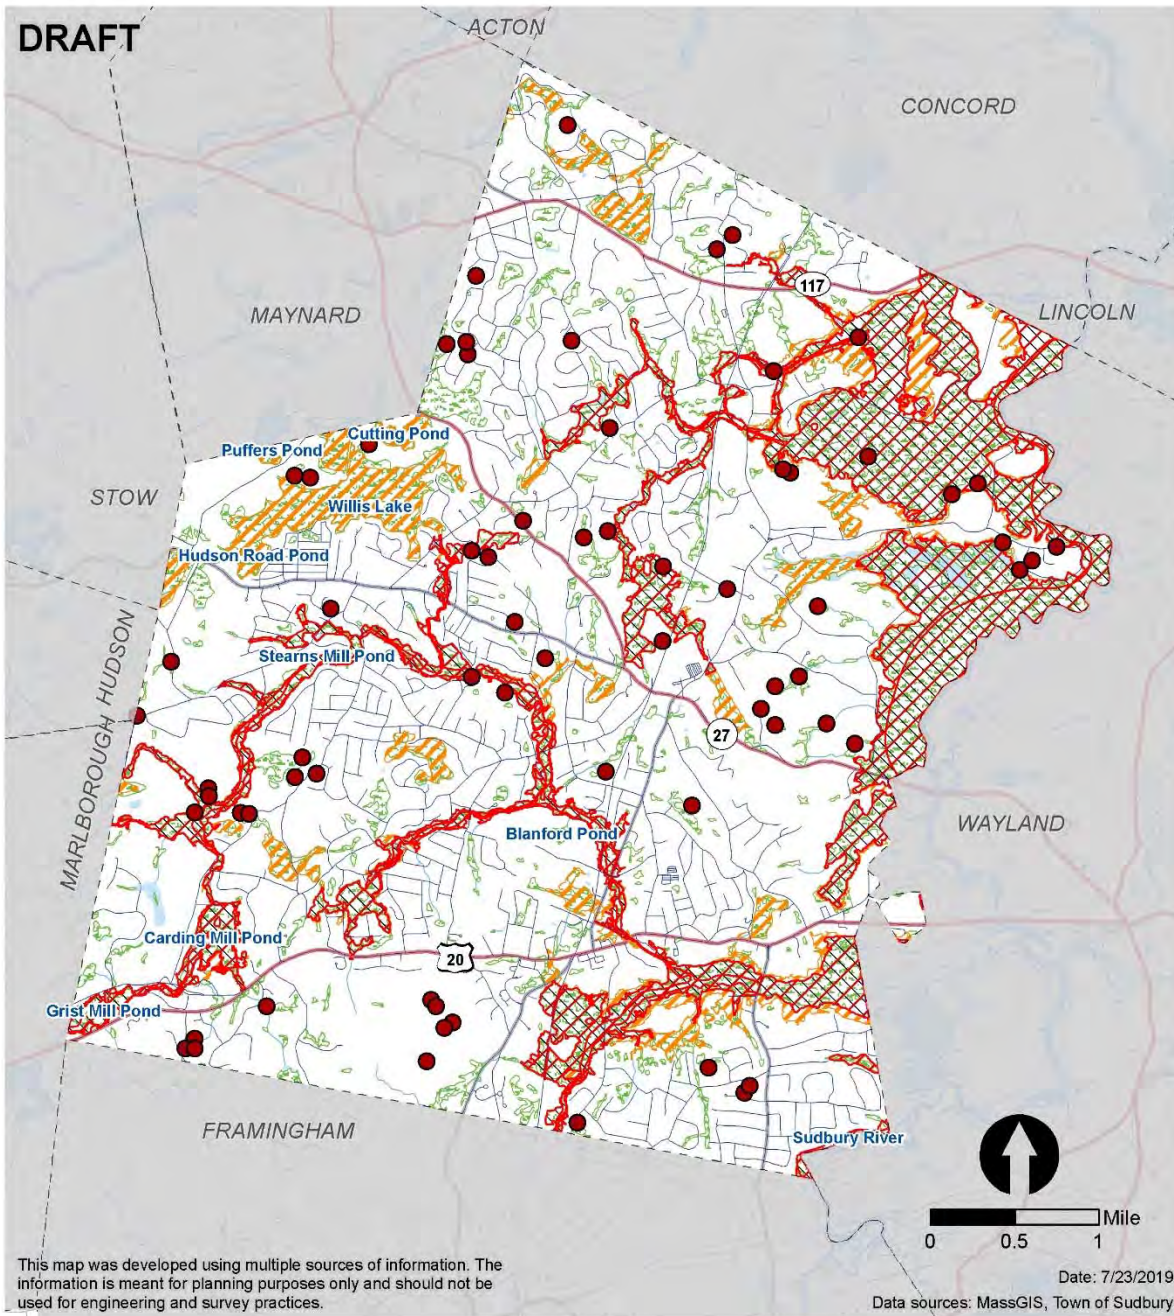 DRAFT
ACTON
CONCORD
117
MAYNARD
LINCOLN
Cutting Pond
Puffers Pond
STOW
Willis Lake
Hudson Road Pond
Stearns Mill Pond
MARLBOROUGH HUDSON
27
Blanford Pond
WAYLAND
Carding Mill Pond
20
Grist Mill Pond
FRAMINGHAM
Sudbury River
Mile
0 0.5 1
This map was developed using multiple sources of information. The
information is meant for planning purposes only and should not be
used for engineering and survey practices.
Date: 7/23/2019
Data sources: MassGIS, Town of Sudbury